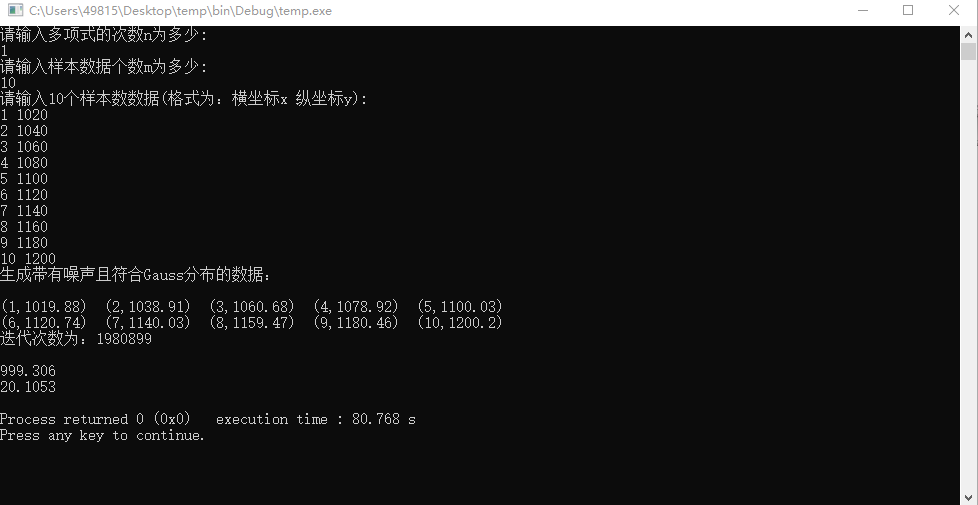 C:\Users\49815\Desktop\temp\bin\Debug\temp.exe
请输入多项式的次数n为多少:
1
请输入样本数据个数m为多少:
10
请输入10个样本数数据(格式为: 横坐标x 纵坐标y):
1 1020
2 1040
3 1060
4 1080
5 1100
6 1120
7 1140
8 1160
9 1180
10 1200
生成带有噪声且符合Gauss分布的数据:
(1,1019.88) (2,1038.91) (3,1060.68) (4,1078.92) (5,1100.03)
(6,1120.74) (7,1140.03) (8,1159.47) (9,1180.46) (10,1200.2)
迭代次数为: 1980899
999.306
20.1053
Process returned 0 (0x0) execution time : 80.768 s
Press any key to continue.